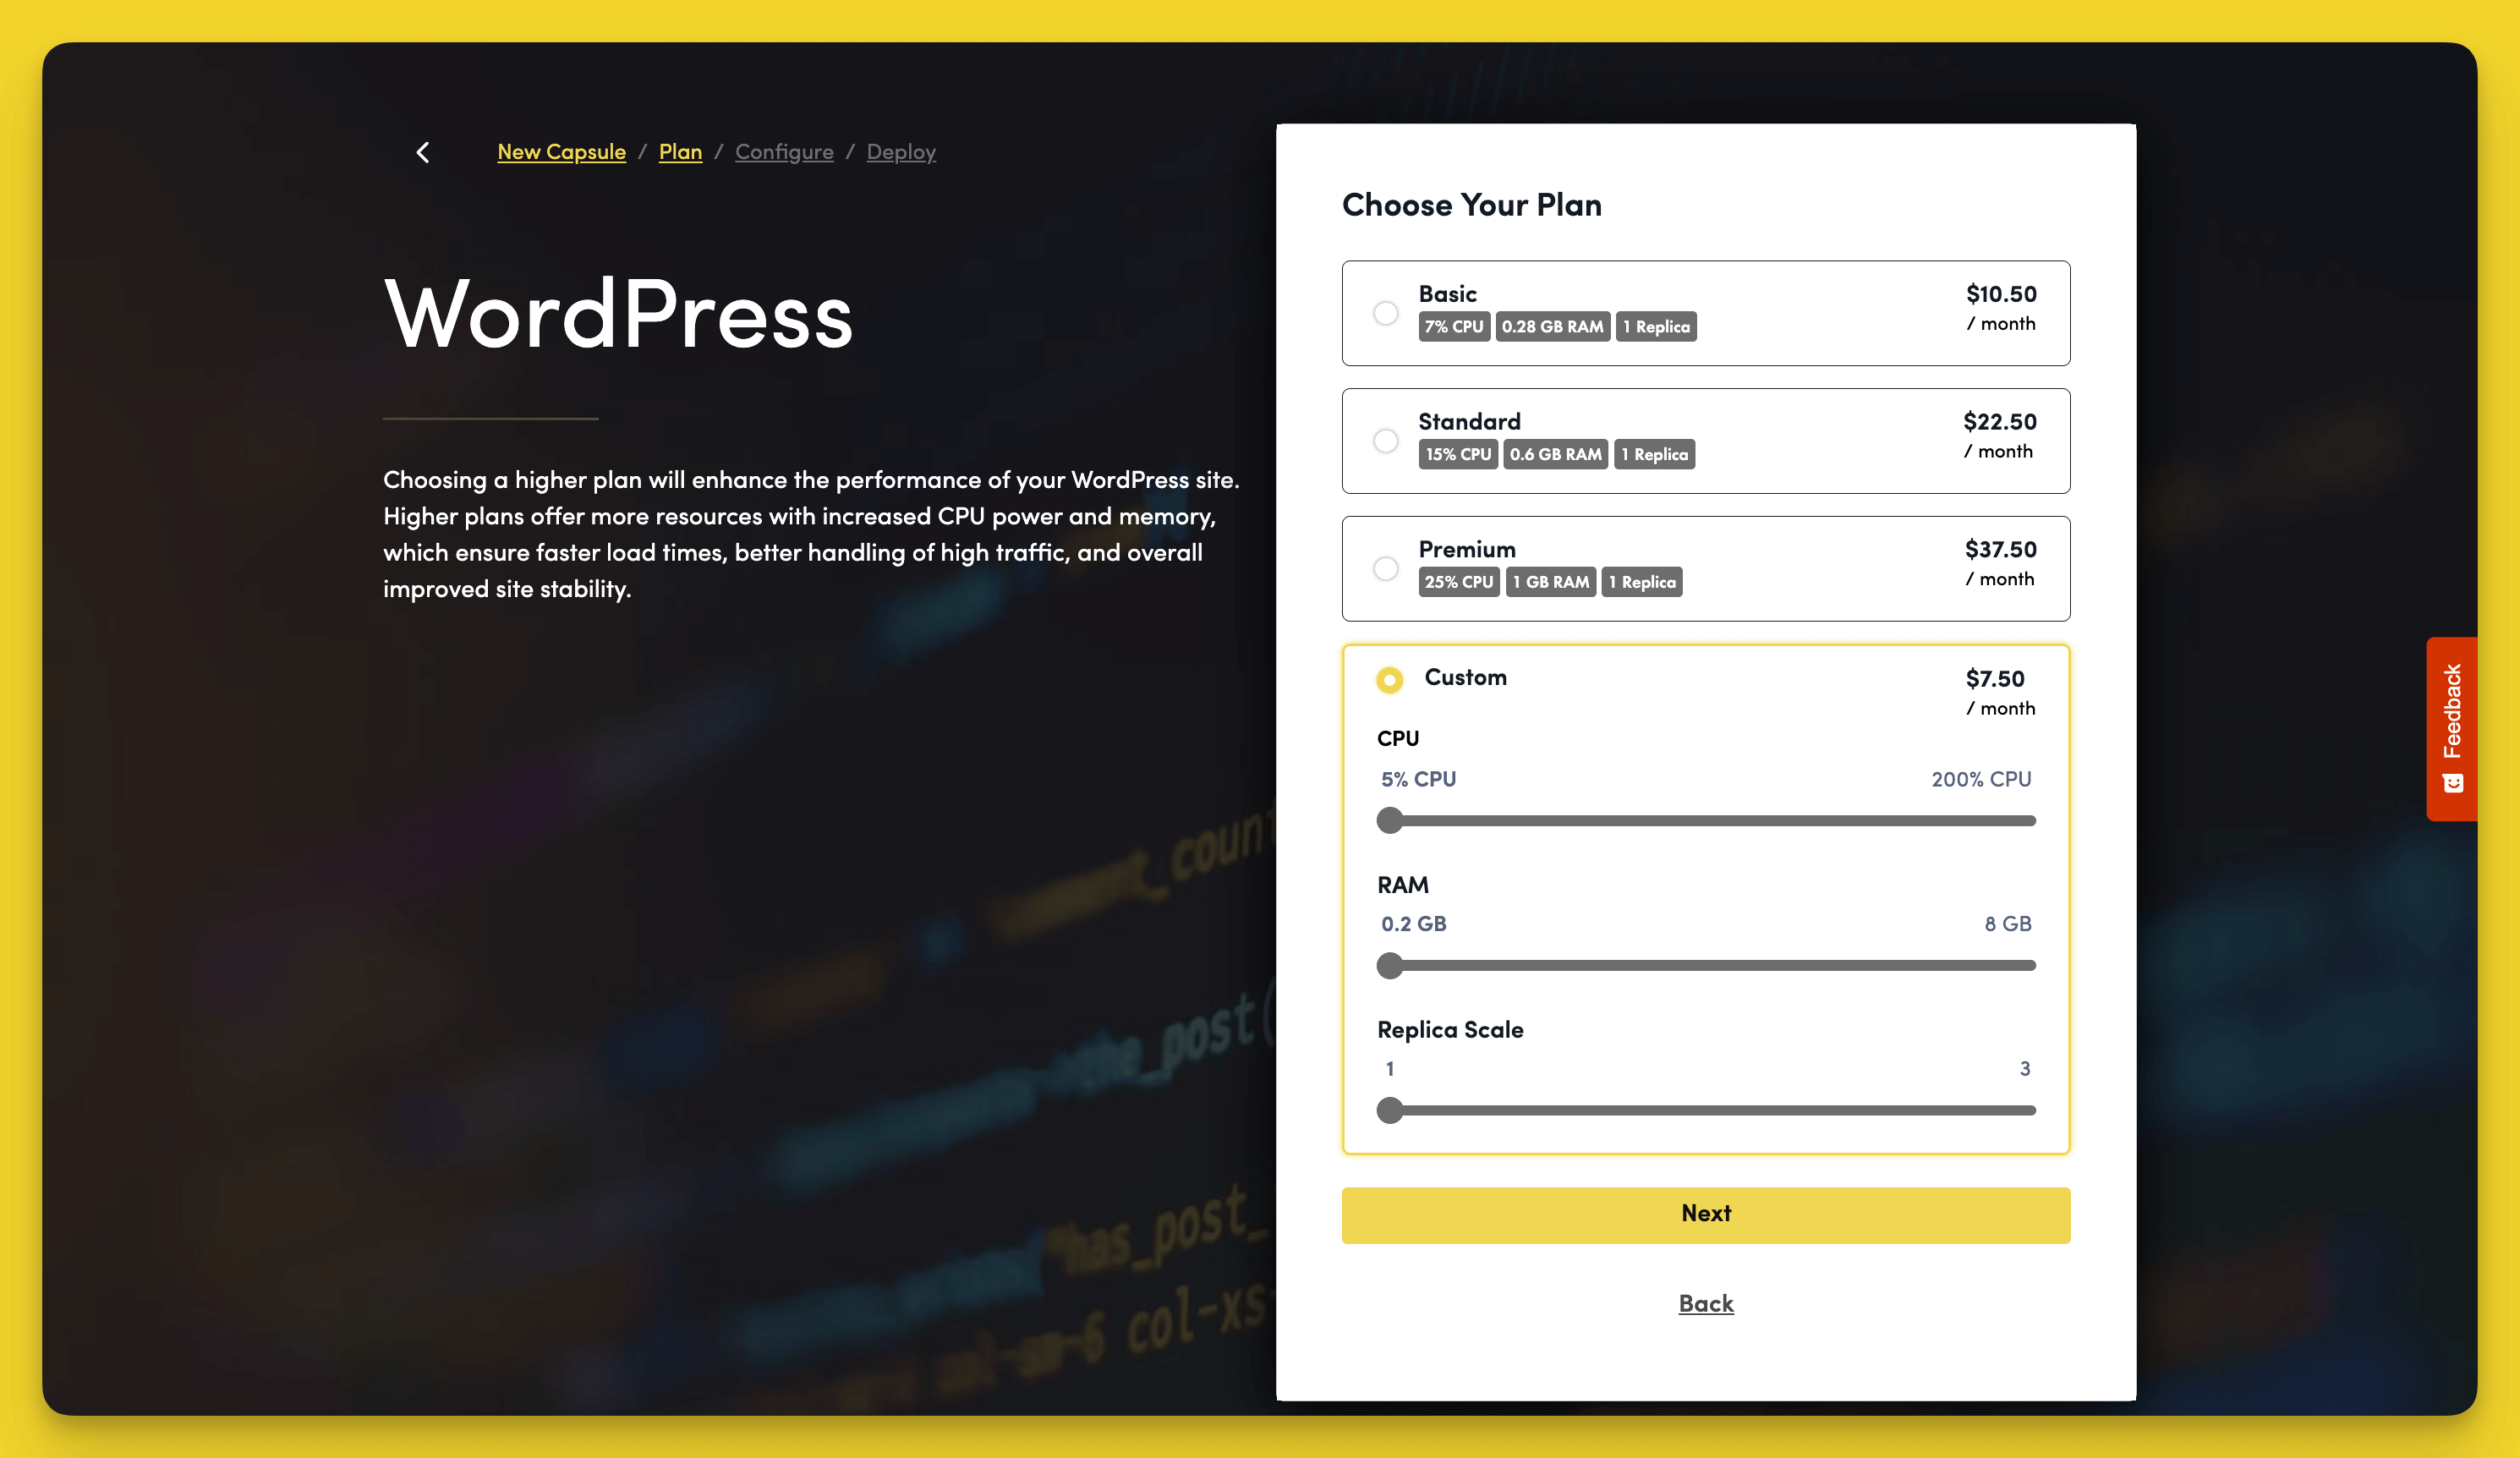 New Capsule / Plan / Configure / Deploy
WordPress
Choosing a higher plan will enhance the performance of your WordPress site.
Higher plans offer more resources with increased CPU power and memory,
which ensure faster load times, better handling of high traffic, and overall
improved site stability.
Choose Your Plan
Basic
$10.50
7% CPU 0.28 GB RAM 1 Replica
/ month
Standard
$22.50
15% CPU 0.6 GB RAM 1 Replica
/ month
Premium
$37.50
25% CPU 1 GB RAM 1 Replica
/ month
Custom
$7.50
/ month
CPU
5% CPU
200% CPU
RAM
0.2 GB
8 GB
Replica Scale
1
3
Next
Back
Feedback
the_post(
has_post_
col-xs-